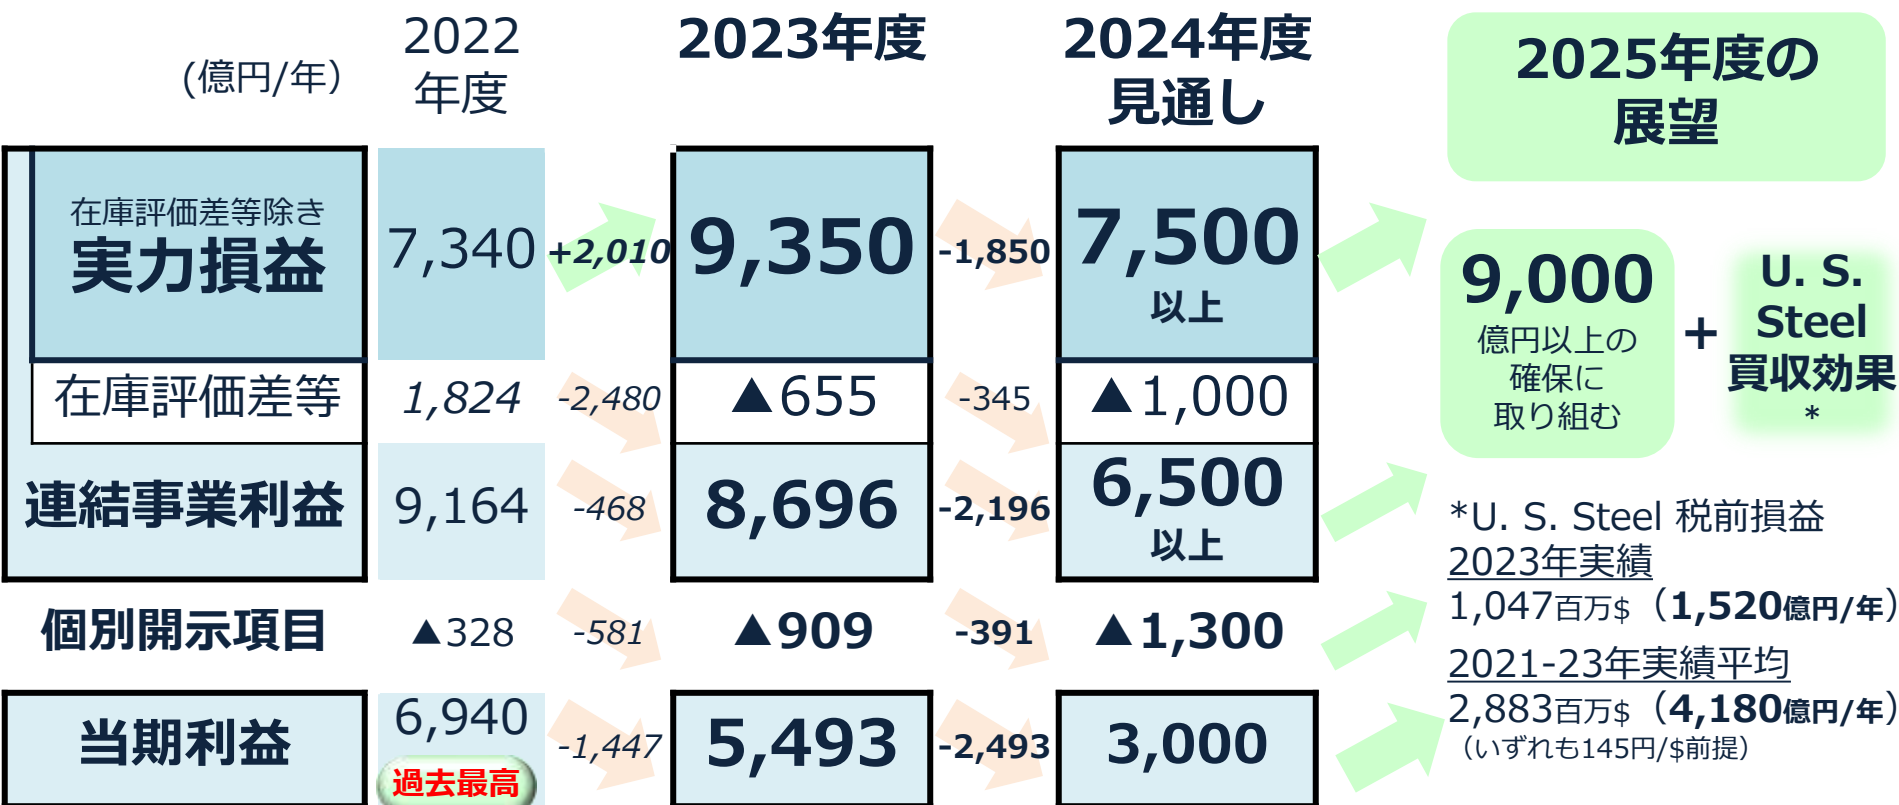 (億円/年）
2022
年度
2023年度
2024年度
見通し
2025年度の
展望
在庫評価差等除き
実力損益
7,340
+2,010
9,350
-1,850
7,500
以上
9,000
億円以上の
確保に
取り組む
+
U. S.
Steel
買収効果
*
在庫評価差等
1,824
-2,480
▲655
-345
▲1,000
連結事業利益
9,164
-468
8,696
-2,196
6,500
以上
個別開示項目
▲328
-581
▲909
-391
▲1,300
当期利益
6,940
過去最高
-1,447
5,493
-2,493
3,000
*U. S. Steel 税前損益
2023年実績
1,047百万$（1,520億円/年）
2021-23年実績平均
2,883百万$（4,180億円/年）
（いずれも145円/$前提）